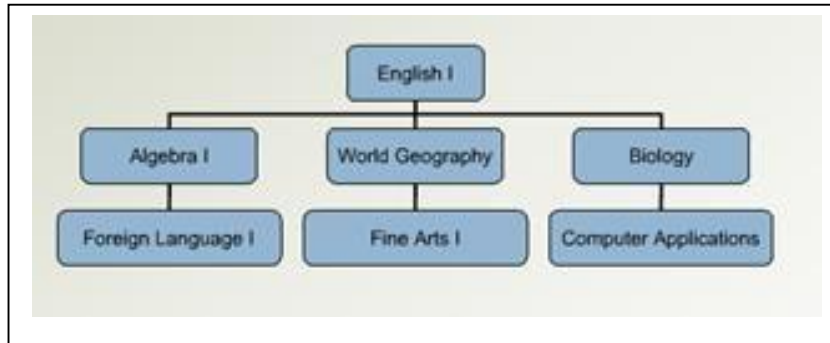 English I
Algebra I
World Geography
Biology
Foreign Language I
Fine Arts I
Computer Applications